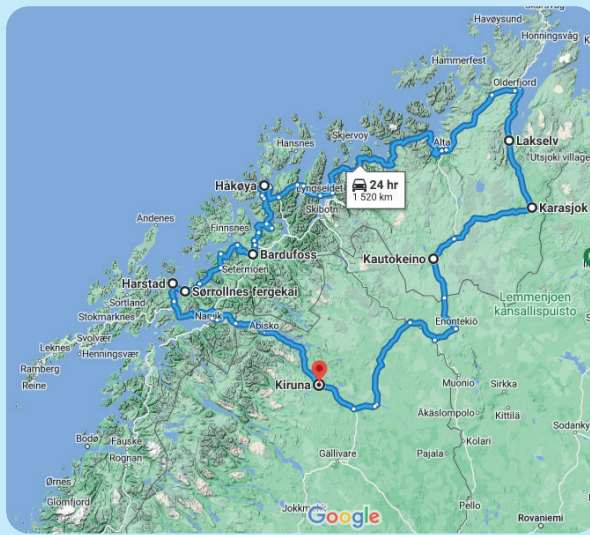 Havøysund
Honningsvåg
Hammerfest
Olderfjord
Skjervoy
Hansnes
Alta
Lakselv
Utsjoki village
Håkøya
Lyngseidet
24 hr
1 520 km
Skibotn
Karasjok
Andenes
Finnsnes
Bardufoss
Kautokeino
Setermoen
Harstad
Sørrollnes fergekai
Lemmenjoen
kansallispuisto
Sortland
Stokmarknes
Narvik
Abisko
Enontekiö
Svolvær
Leknes
Henningsvær
Ramberg
Reine
Kiruna
Muonio
Sirkka
Äkäslompolo
Kittilä
Bodø
Fauske
Rognan
Gällivare
Pajala
Kolari
Sodanky
Ørnes
Glomfjord
Jokkm
Google
Pello
Rovaniemi